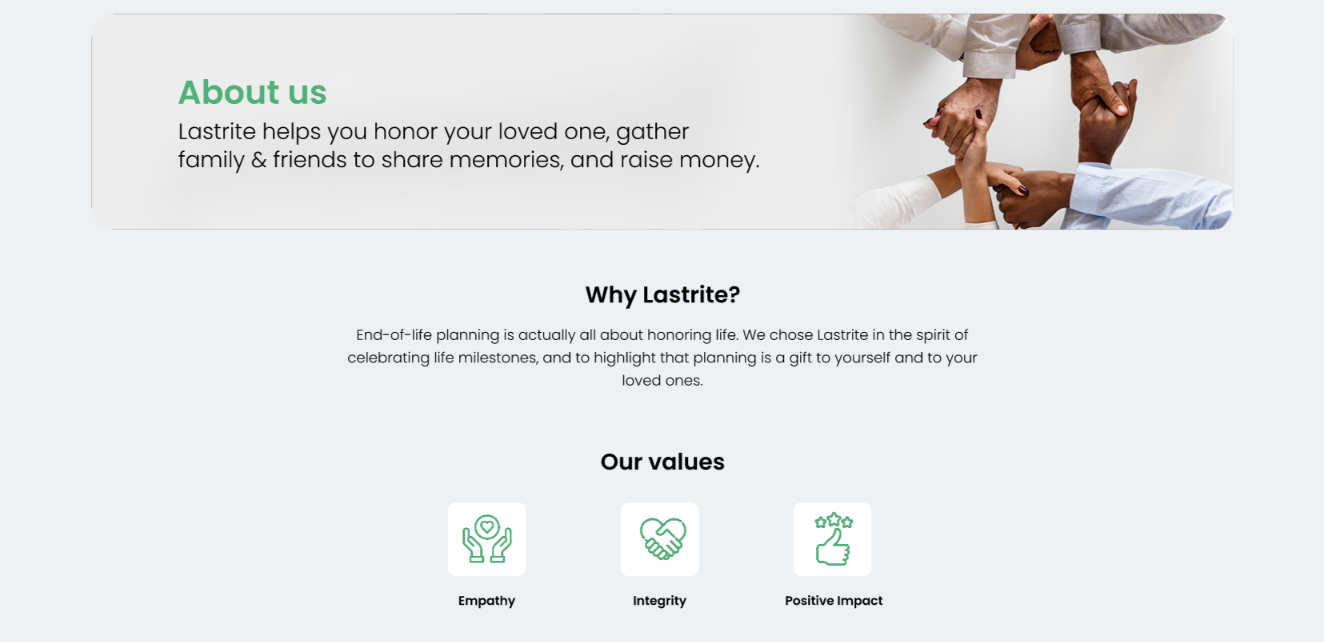 About us
Lastrite helps you honor your loved one, gather
family & friends to share memories, and raise money.
Why Lastrite?
End-of-life planning is actually all about honoring life. We chose Lastrite in the spirit of
celebrating life milestones, and to highlight that planning is a gift to yourself and to your
loved ones.
Our values
Empathy
Integrity
Positive Impact